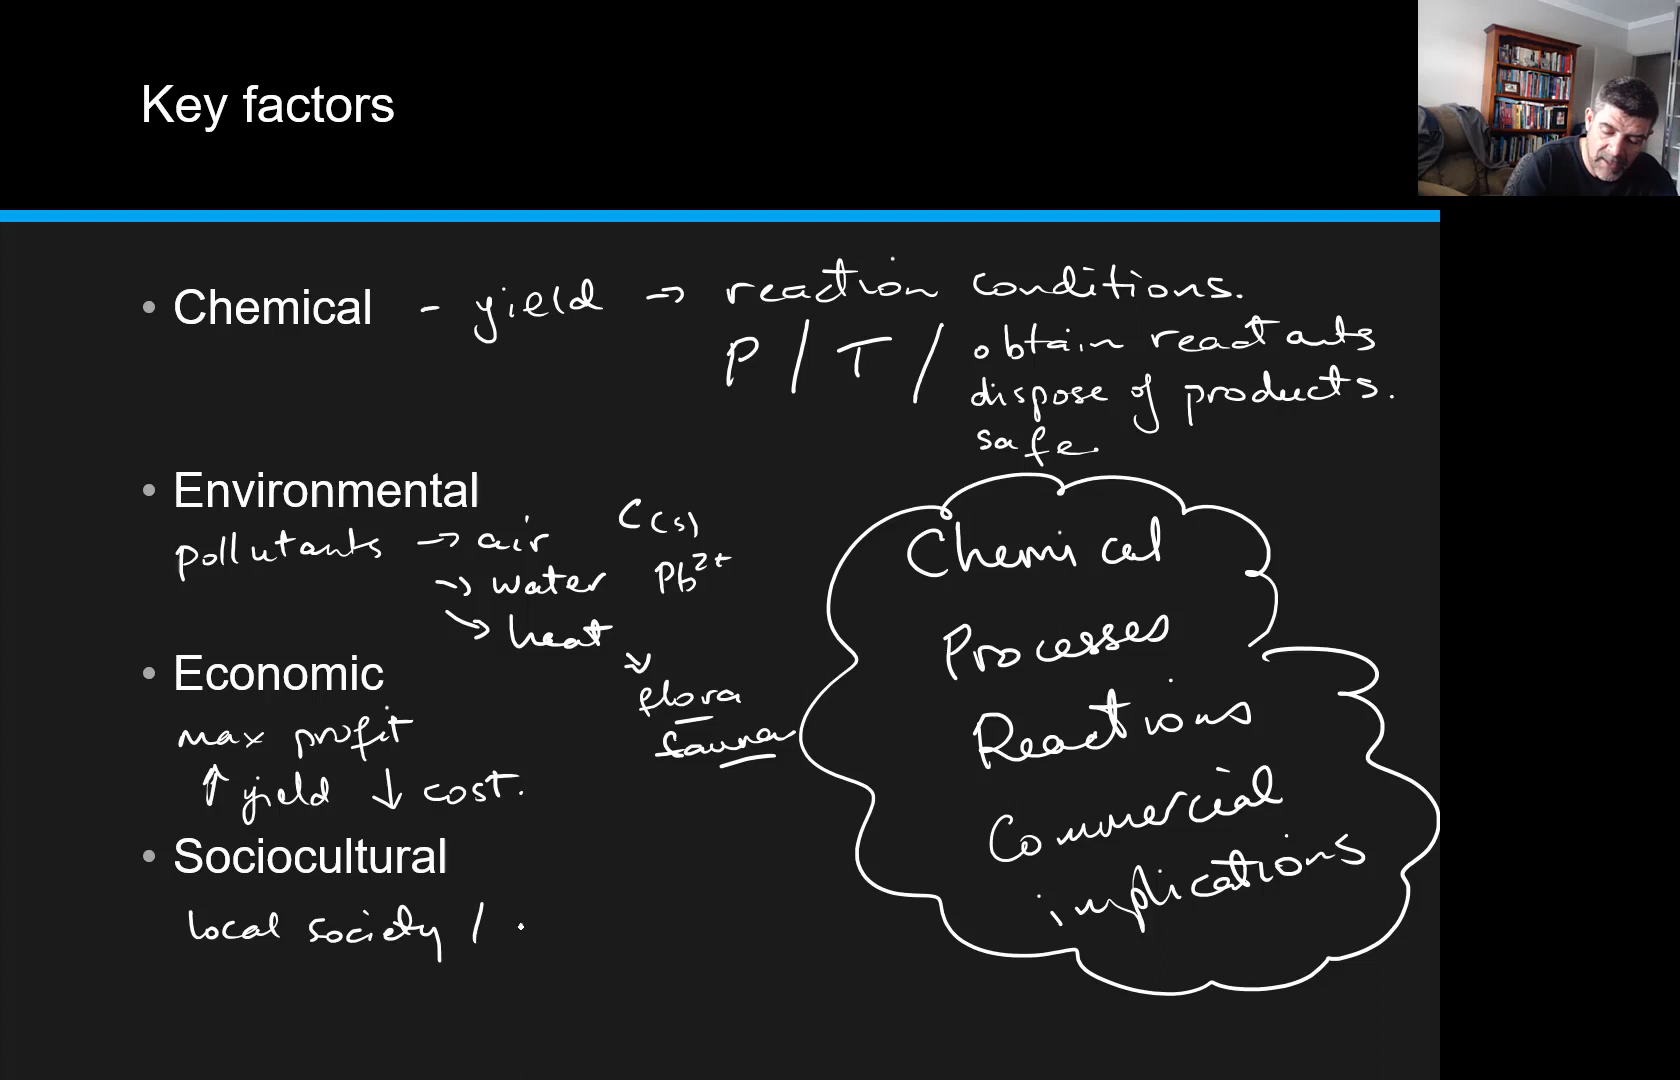 Key factors
• Chemical - yield → reaction conditions.
P / T / obtain reactants
dispose of products.
safe.
• Environmental
pollutants → air C(s)
→ water Pb²⁺
→ heat
↘ flora
fauna
• Economic
max profit
↑ yield ↓ cost.
• Sociocultural
local society /
Chemical
Processes
Reactions
Commercial
implications